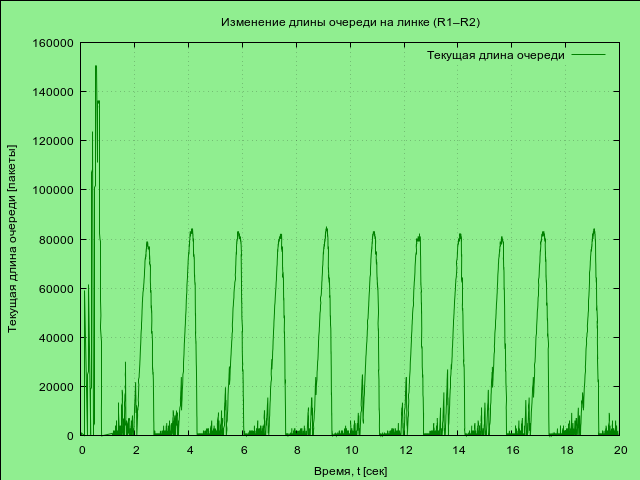 Изменение длины очереди на линке (R1–R2)
Текущая длина очереди
160000
140000
120000
100000
80000
60000
40000
20000
0
Текущая длина очереди [пакеты]
0 2 4 6 8 10 12 14 16 18 20
Время, t [сек]